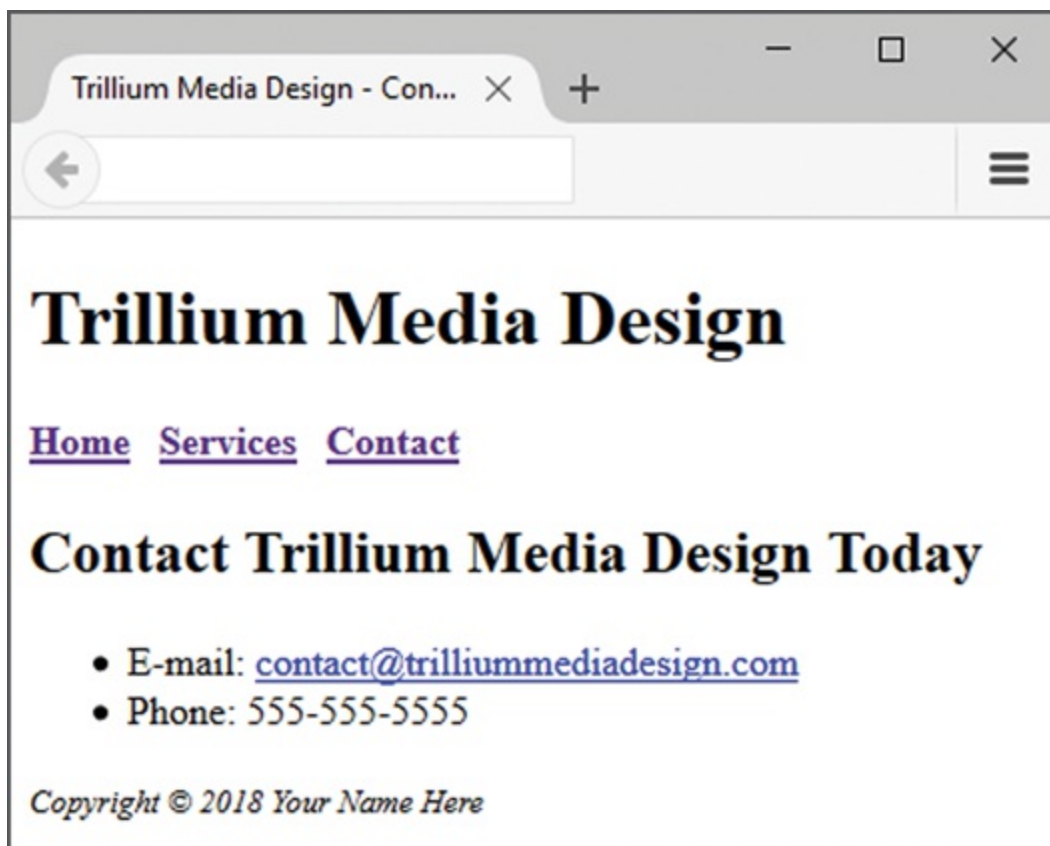 Trillium Media Design - Con...
Trillium Media Design
Home Services Contact
Contact Trillium Media Design Today
E-mail: contact@trilliummediadesign.com
Phone: 555-555-5555
Copyright © 2018 Your Name Here